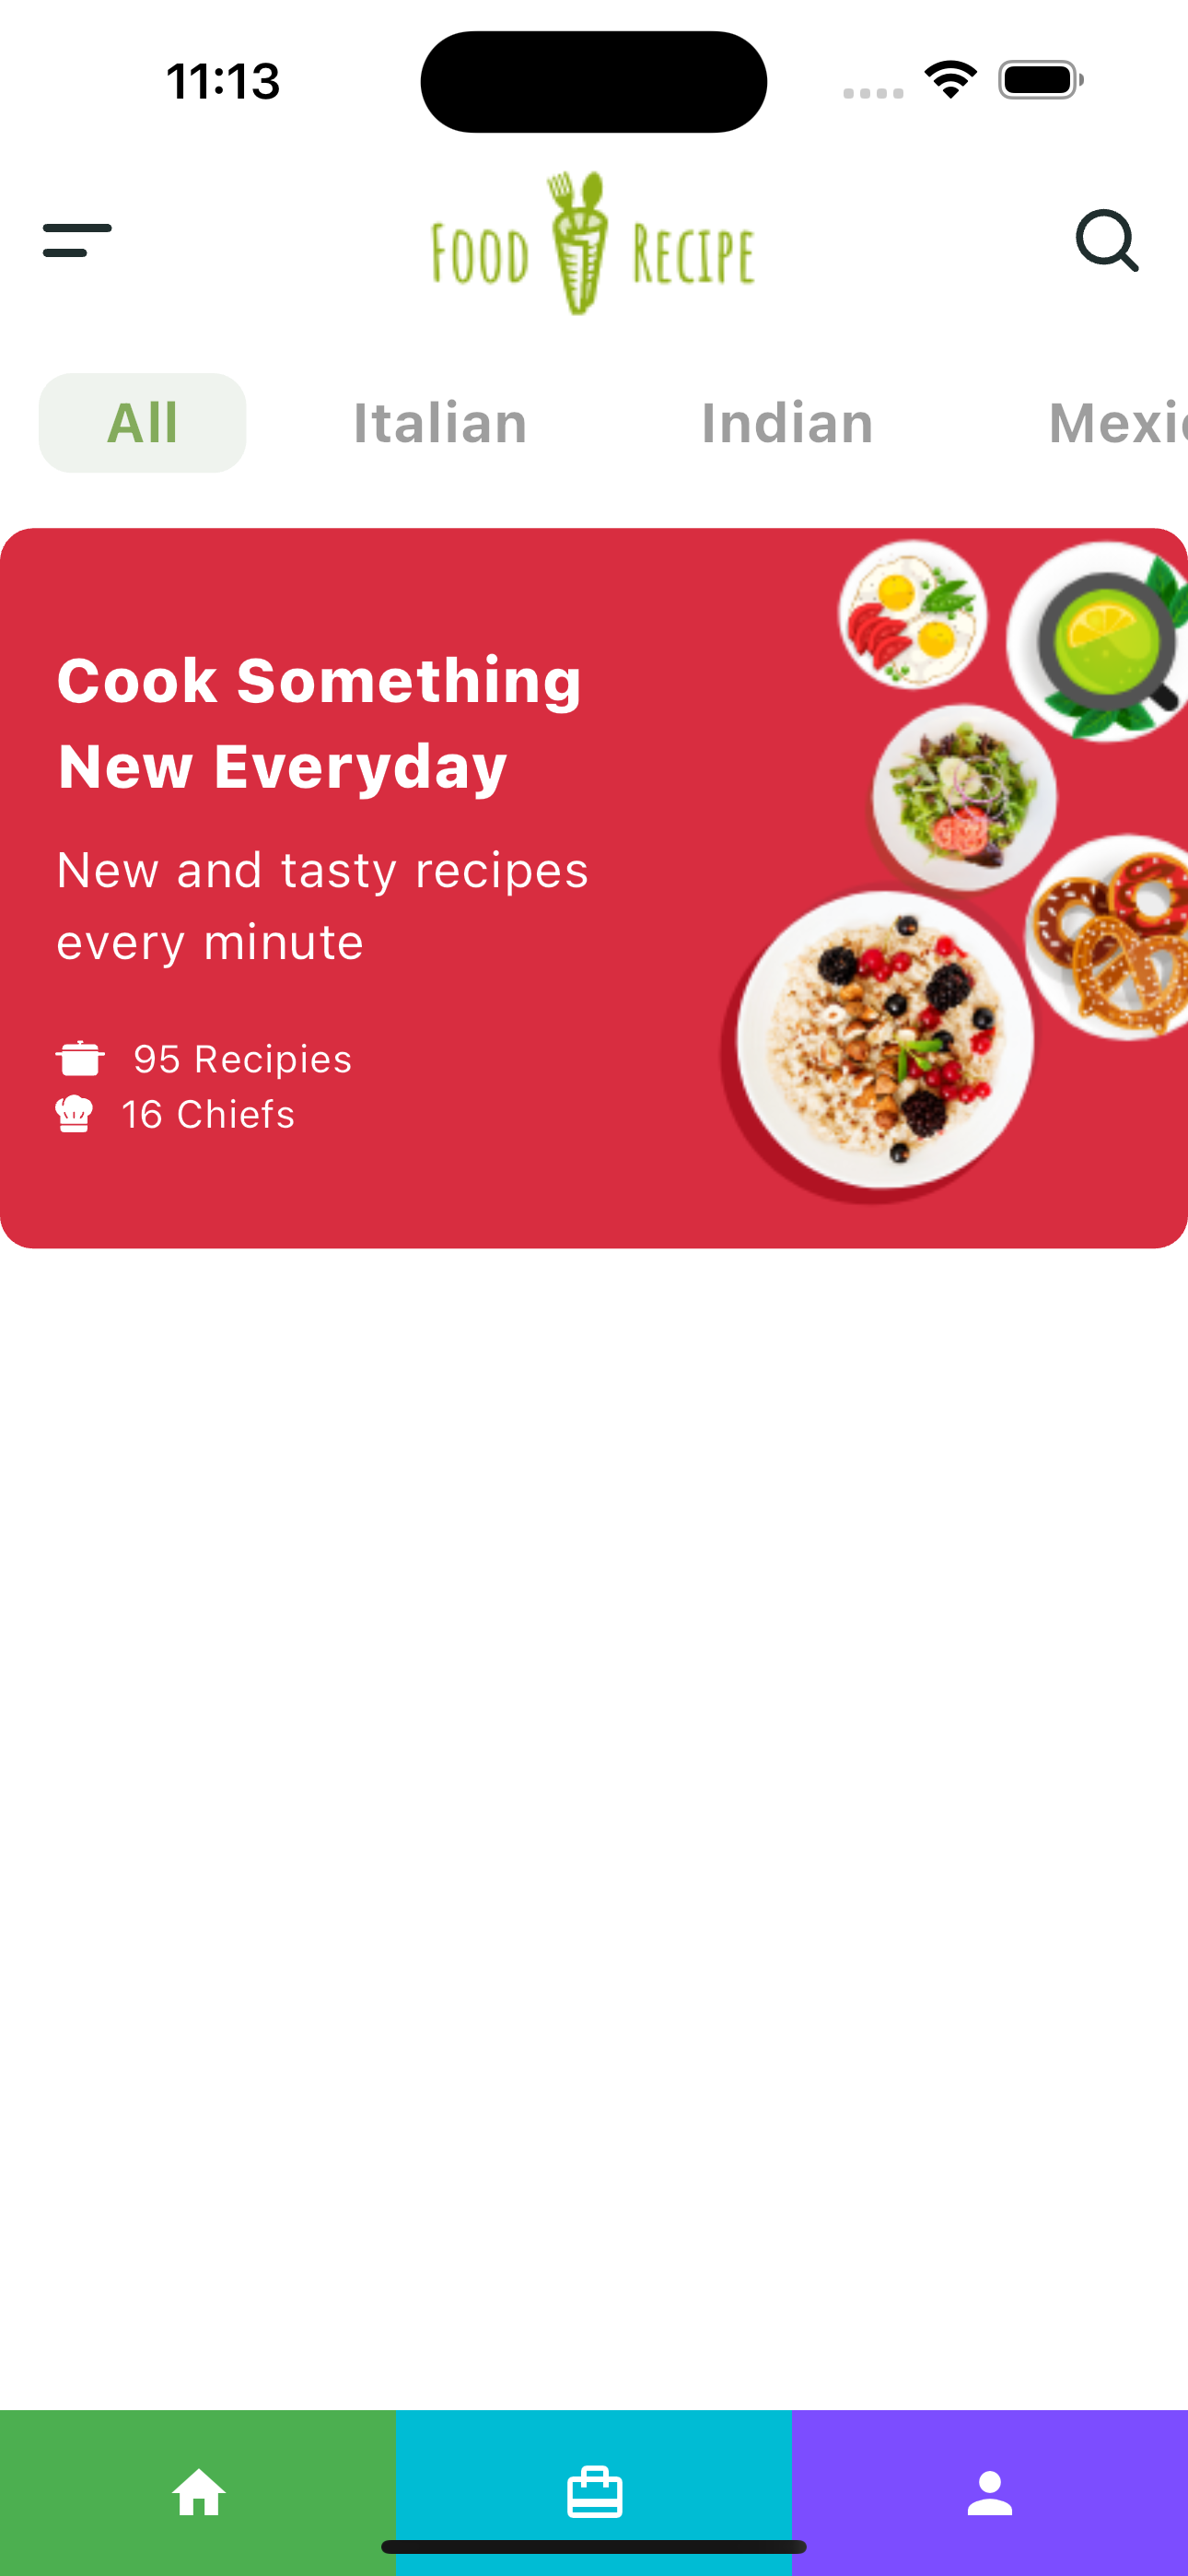 11:13
Food Recipe
All Italian Indian
Cook Something
New Everyday
New and tasty recipes
every minute
95 Recipies
16 Chiefs